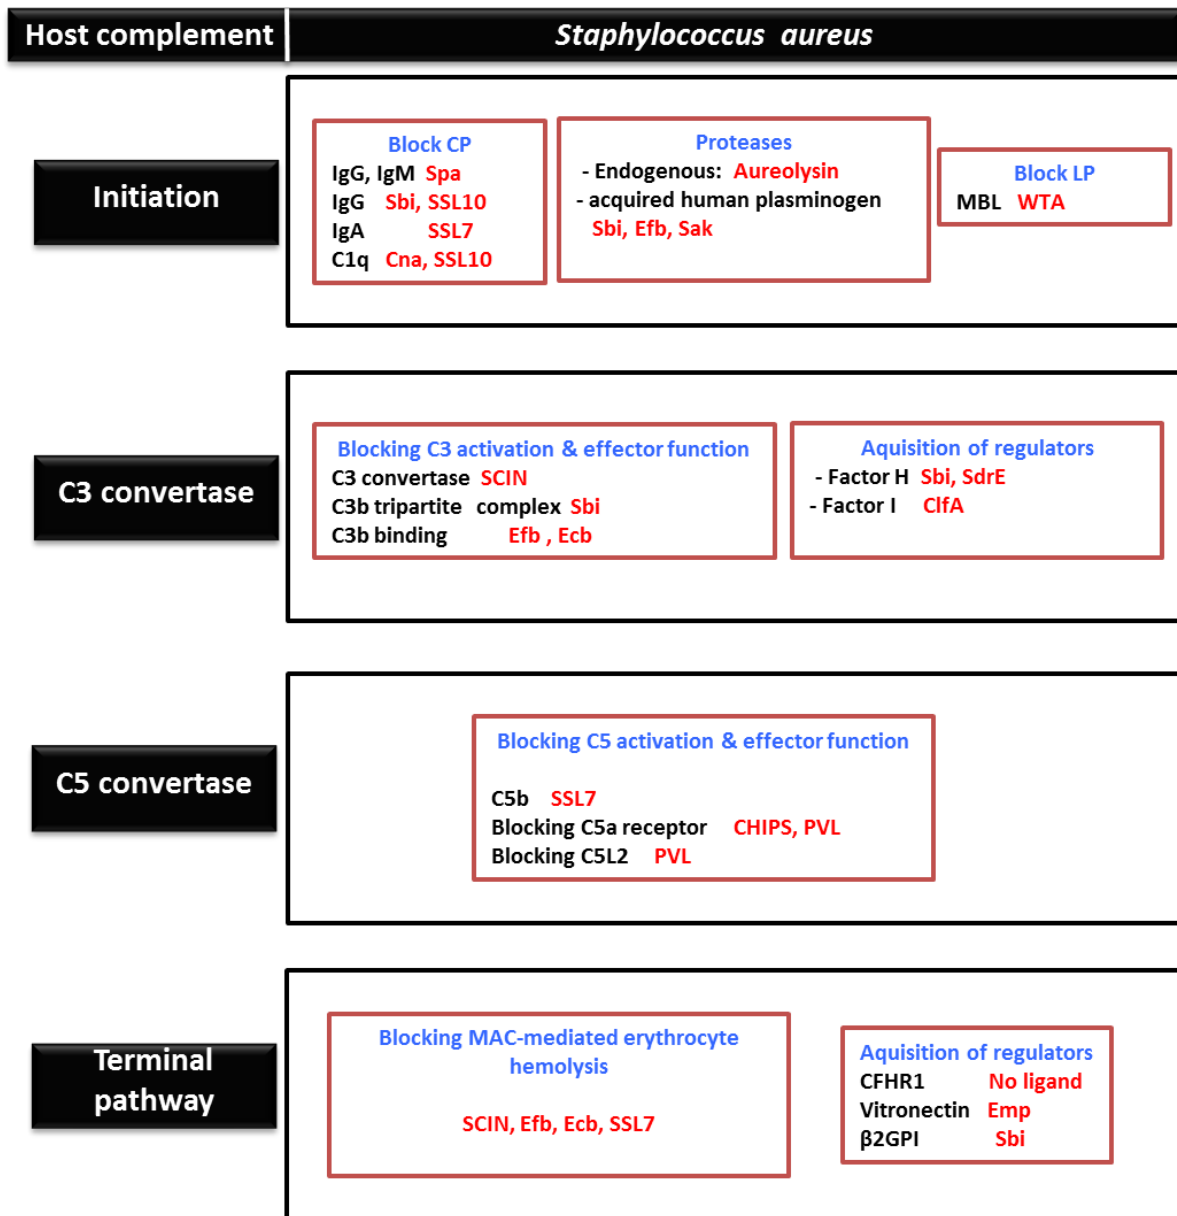 Host complement
Staphylococcus aureus
Initiation
Block CP
IgG, IgM Spa
IgG Sbi, SSL10
IgA SSL7
C1q Cna, SSL10
Proteases
- Endogenous: Aureolysin
- acquired human plasminogen
Sbi, Efb, Sak
Block LP
MBL WTA
C3 convertase
Blocking C3 activation & effector function
C3 convertase SCIN
C3b tripartite complex Sbi
C3b binding Efb , Ecb
Aquisition of regulators
- Factor H Sbi, SdrE
- Factor I ClfA
C5 convertase
Blocking C5 activation & effector function
C5b SSL7
Blocking C5a receptor CHIPS, PVL
Blocking C5L2 PVL
Terminal
pathway
Blocking MAC-mediated erythrocyte
hemolysis
SCIN, Efb, Ecb, SSL7
Aquisition of regulators
CFHR1 No ligand
Vitronectin Emp
β2GPI Sbi